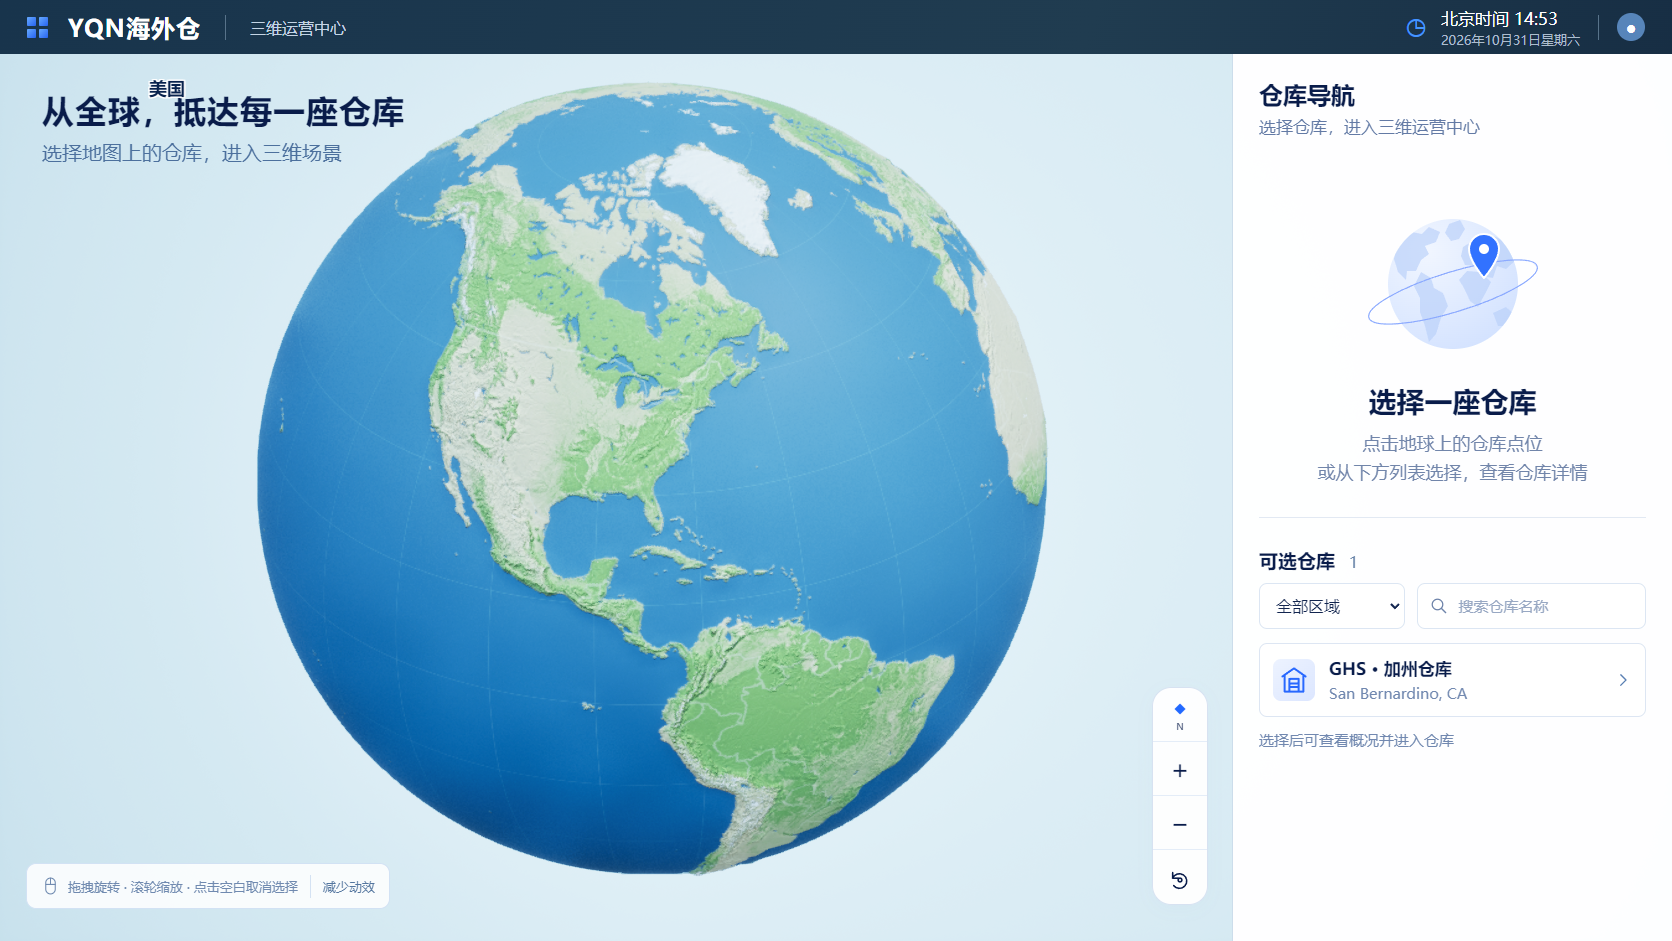 YQN海外仓
三维运营中心
北京时间 14:53
2026年10月31日星期六
美国
从全球，抵达每一座仓库
选择地图上的仓库，进入三维场景
仓库导航
选择仓库，进入三维运营中心
选择一座仓库
点击地球上的仓库点位
或从下方列表选择，查看仓库详情
可选仓库 1
全部区域
搜索仓库名称
GHS • 加州仓库
San Bernardino, CA
选择后可查看概况并进入仓库
N
拖拽旋转 · 滚轮缩放 · 点击空白取消选择
减少动效